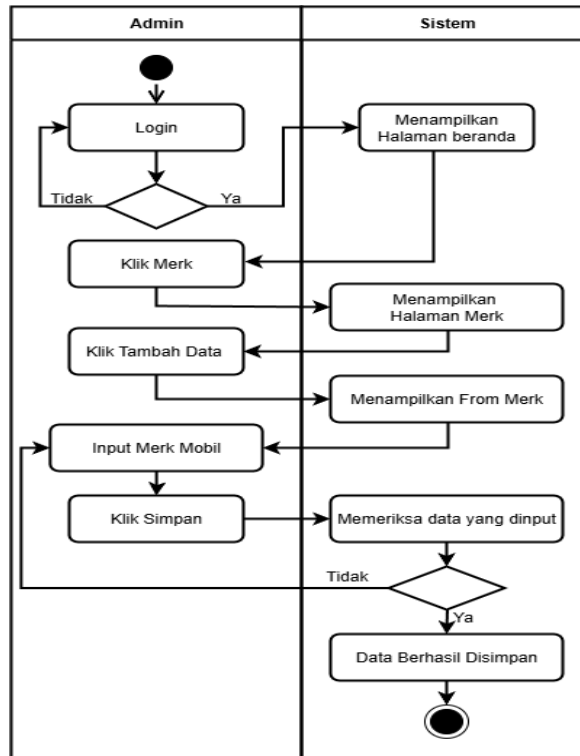 Admin
Sistem
Login
Menampilkan
Halaman beranda
Tidak
Ya
Klik Merk
Menampilkan
Halaman Merk
Klik Tambah Data
Menampilkan From Merk
Input Merk Mobil
Klik Simpan
Memeriksa data yang dinput
Tidak
Ya
Data Berhasil Disimpan